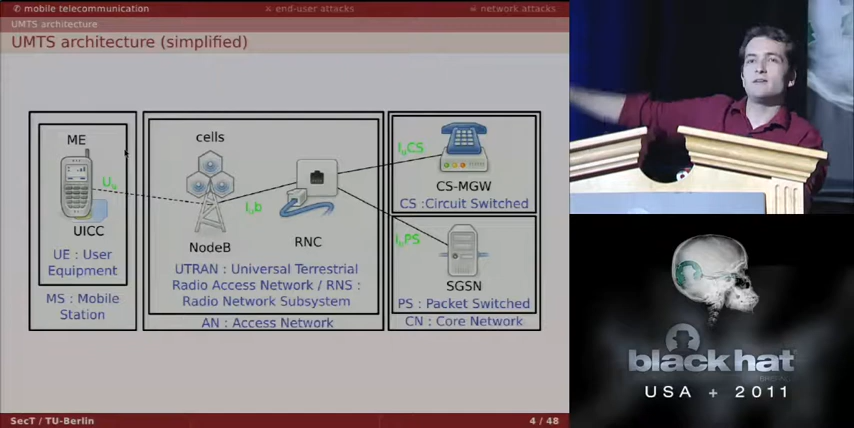 mobile telecommunication
end-user attacks
network attacks
UMTS architecture
UMTS architecture (simplified)
ME
UICC
UE : User
Equipment
MS : Mobile
Station
Uu
cells
NodeB
Iub
RNC
UTRAN : Universal Terrestrial
Radio Access Network / RNS :
Radio Network Subsystem
AN : Access Network
IuCS
CS-MGW
CS :Circuit Switched
IuPS
SGSN
PS : Packet Switched
CN : Core Network
SecT / TU-Berlin
4 / 48
black hat
USA + 2011